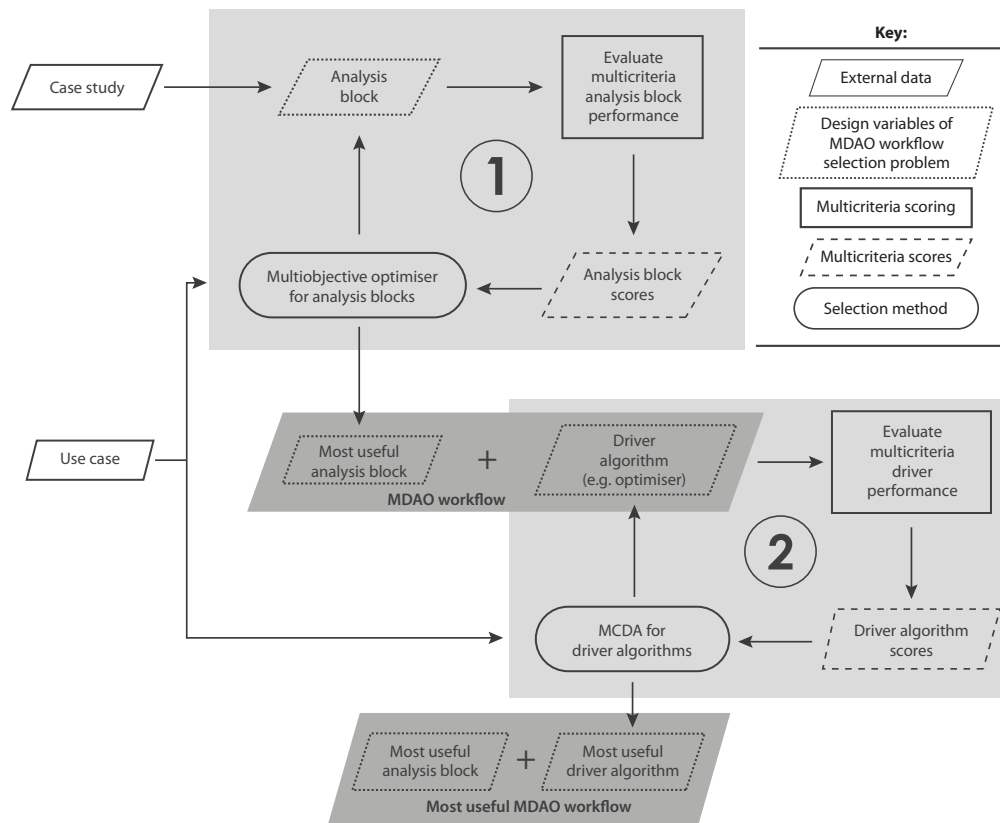 Case study
Analysis
block
Evaluate
multicriteria
analysis block
performance
1
Multiobjective optimiser
for analysis blocks
Analysis block
scores
Key:
External data
Design variables of
MDAO workflow
selection problem
Multicriteria scoring
Multicriteria scores
Selection method
Use case
Most useful
analysis block
+
Driver
algorithm
(e.g. optimiser)
MDAO workflow
Evaluate
multicriteria
driver
performance
2
MCDA for
driver algorithms
Driver algorithm
scores
Most useful
analysis block
+
Most useful
driver algorithm
Most useful MDAO workflow